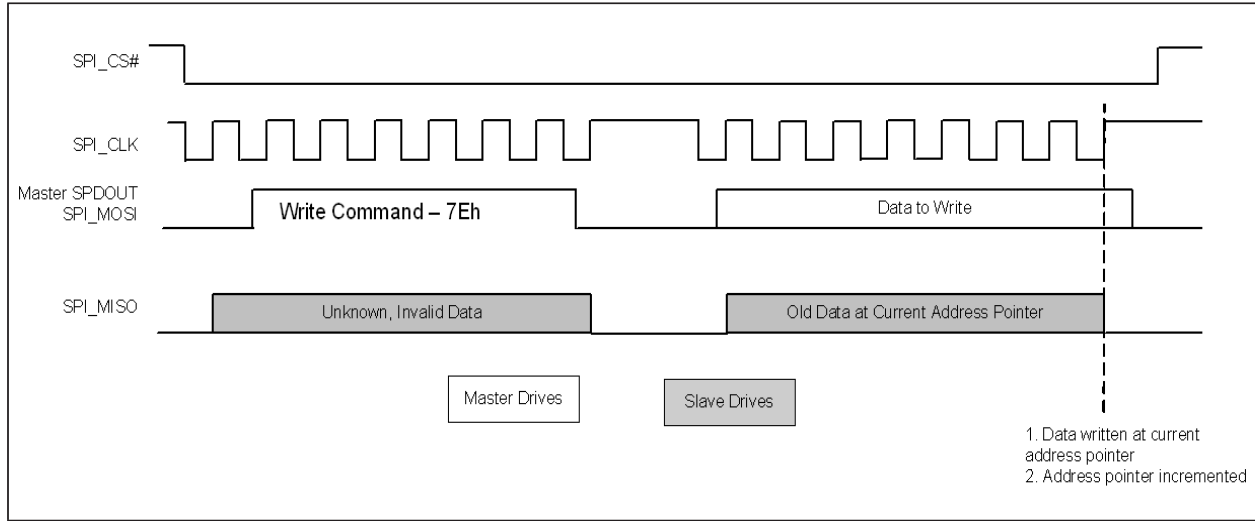 SPI_CS#
SPI_CLK
Master SPDOUT
SPI_MOSI
Write Command – 7Eh
Data to Write
SPI_MISO
Unknown, Invalid Data
Old Data at Current Address Pointer
Master Drives
Slave Drives
1. Data written at current
address pointer
2. Address pointer incremented